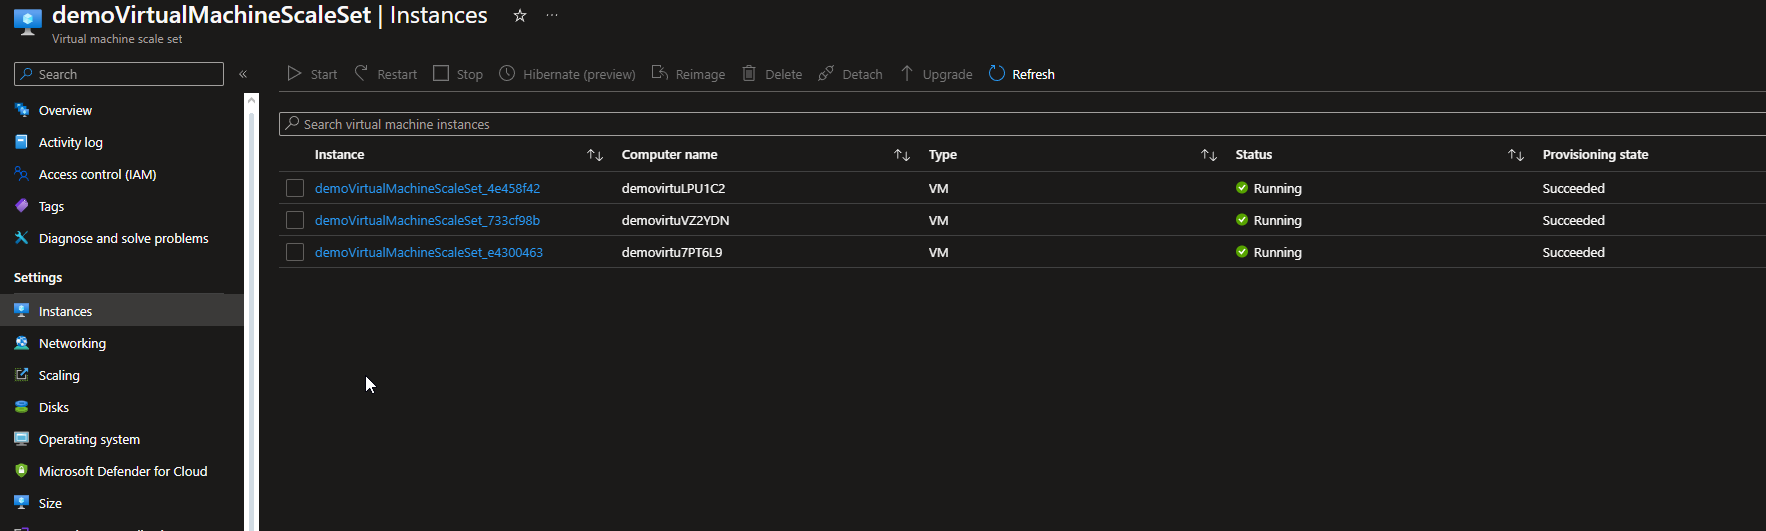 demoVirtualMachineScaleSet | Instances
Virtual machine scale set
Search
Overview
Activity log
Access control (IAM)
Tags
Diagnose and solve problems
Settings
Instances
Networking
Scaling
Disks
Operating system
Microsoft Defender for Cloud
Size
Start Restart Stop Hibernate (preview) Reimage Delete Detach Upgrade Refresh
Search virtual machine instances
Instance Computer name Type Status Provisioning state
demoVirtualMachineScaleSet_4e458f42 demovirtuLPU1C2 VM Running Succeeded
demoVirtualMachineScaleSet_733cf98b demovirtuVZ2YDN VM Running Succeeded
demoVirtualMachineScaleSet_e4300463 demovirtu7PT6L9 VM Running Succeeded